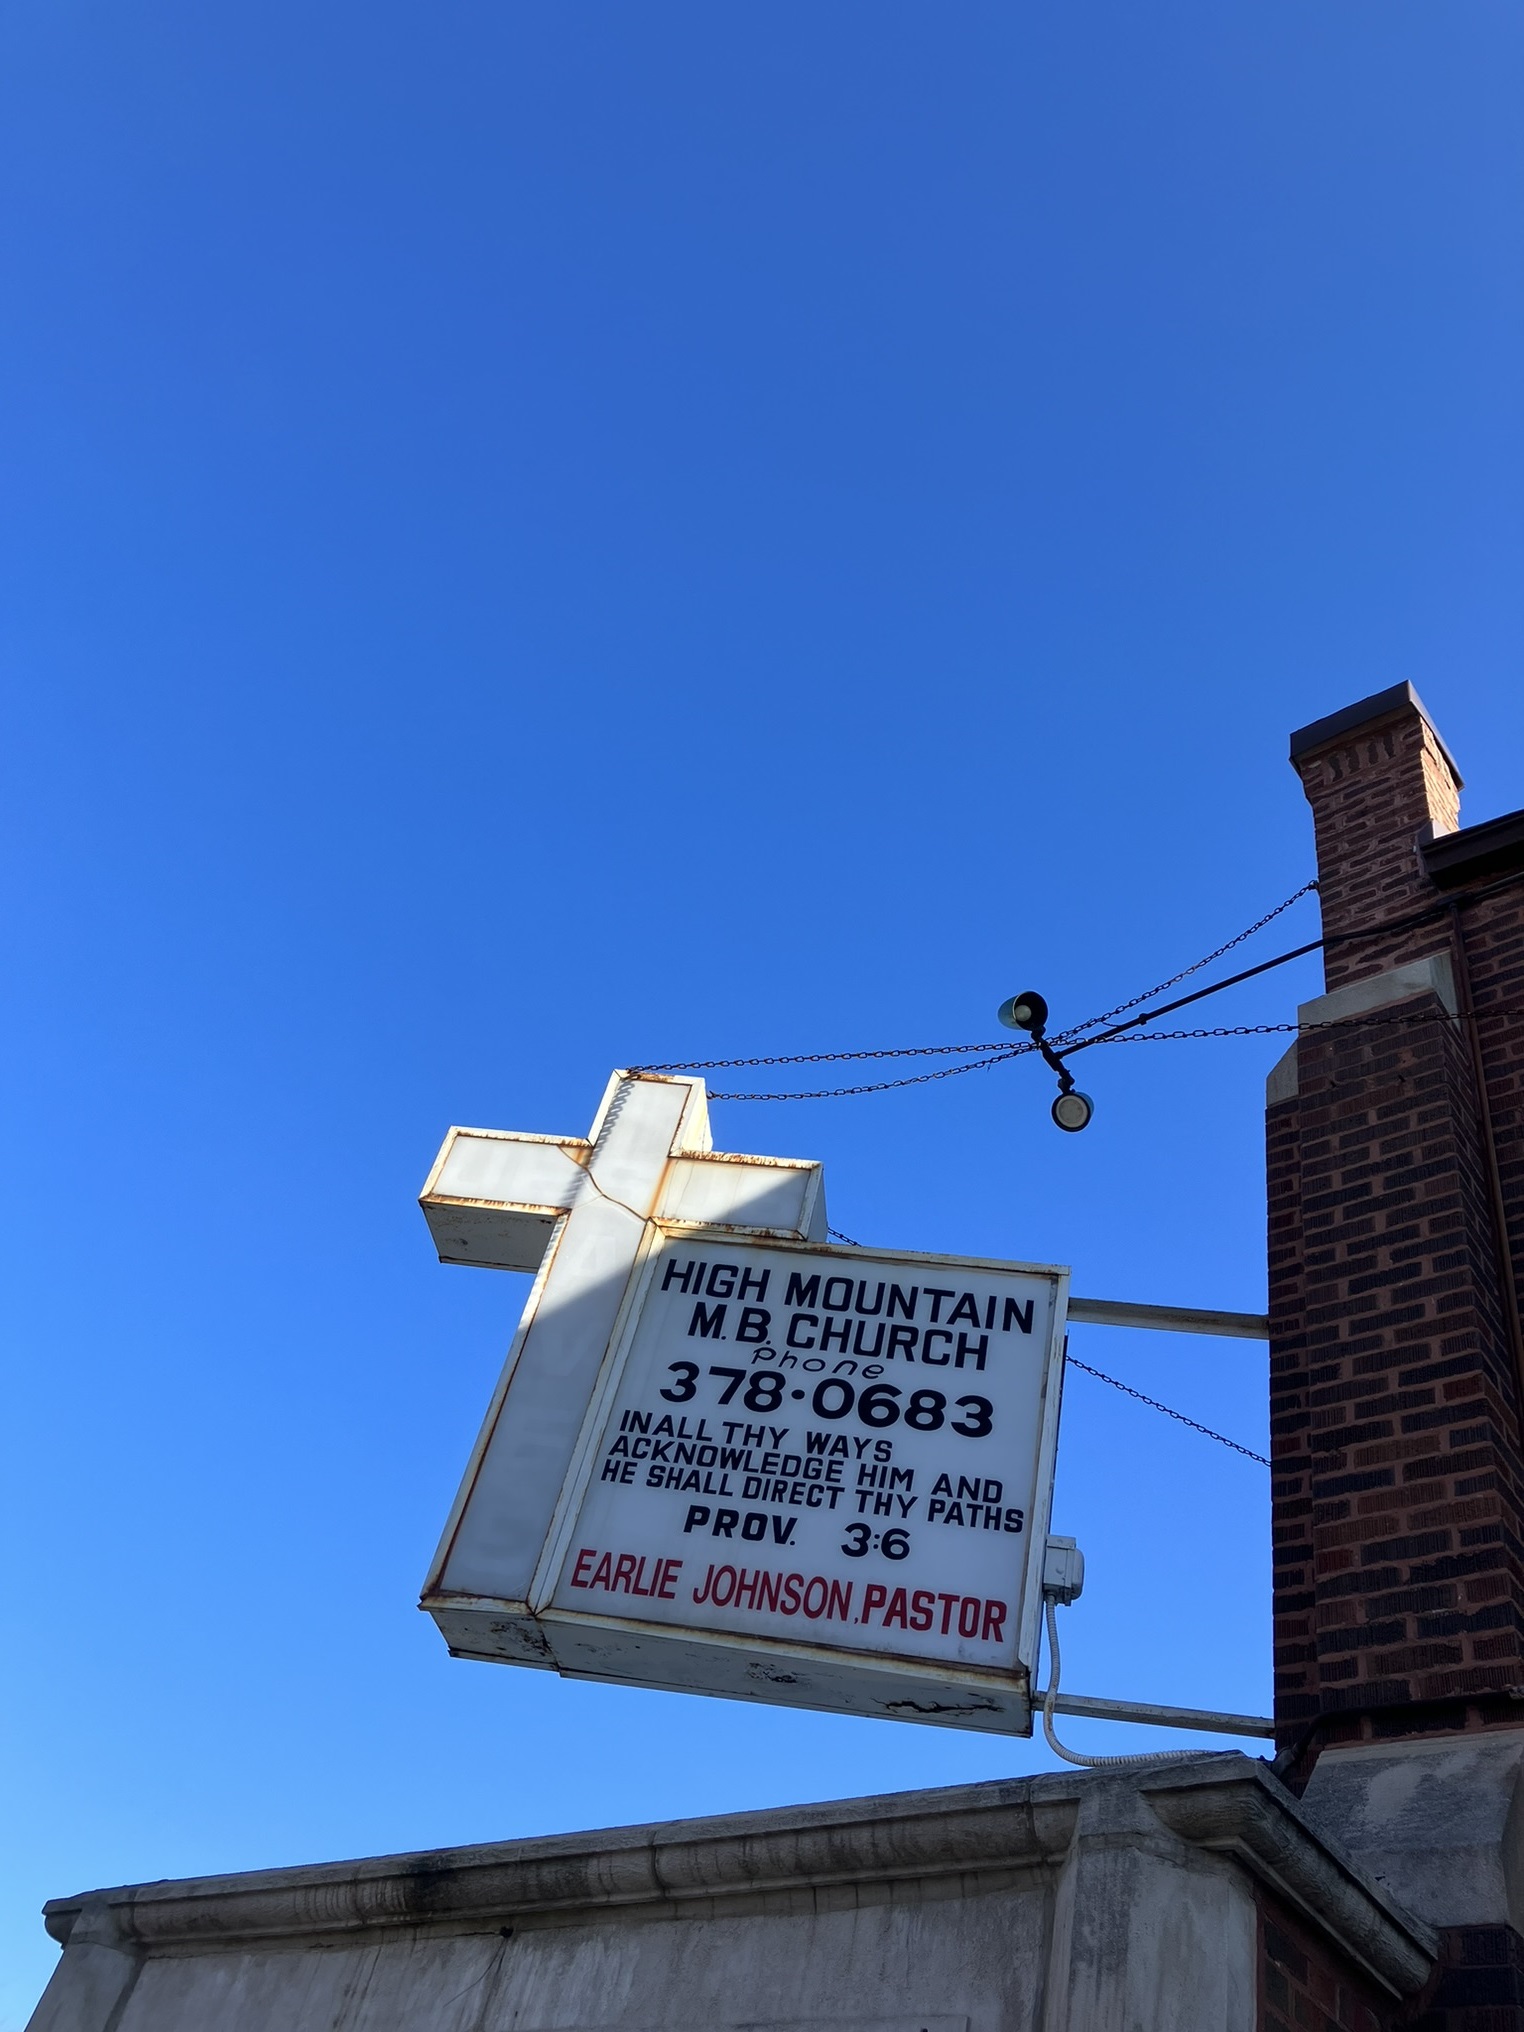 HIGH MOUNTAIN
M.B. CHURCH
Phone
378·0683
IN ALL THY WAYS
ACKNOWLEDGE HIM AND
HE SHALL DIRECT THY PATHS
PROV. 3:6
EARLIE JOHNSON, PASTOR